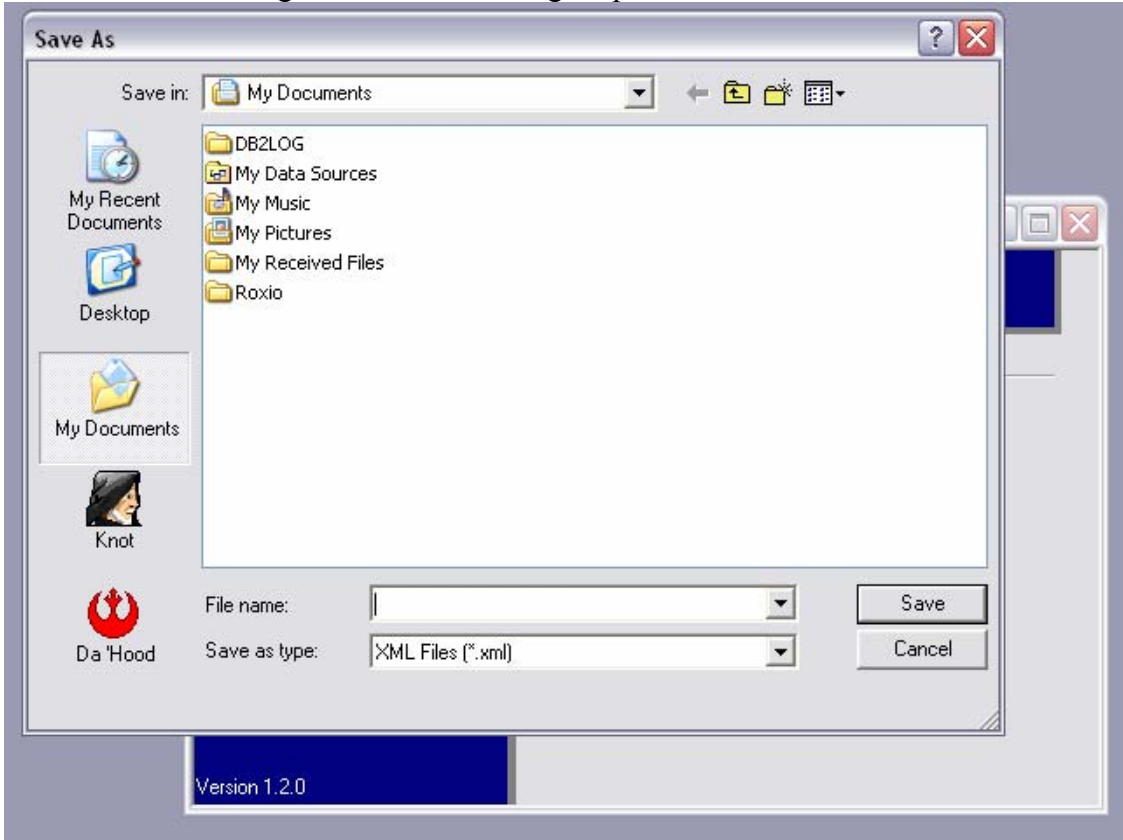 Save As
Save in: My Documents
DB2LOG
My Data Sources
My Music
My Pictures
My Received Files
Roxio
My Recent
Documents
Desktop
My Documents
Knot
Da 'Hood
File name:
Save
Save as type: XML Files (*.xml)
Cancel
Version 1.2.0